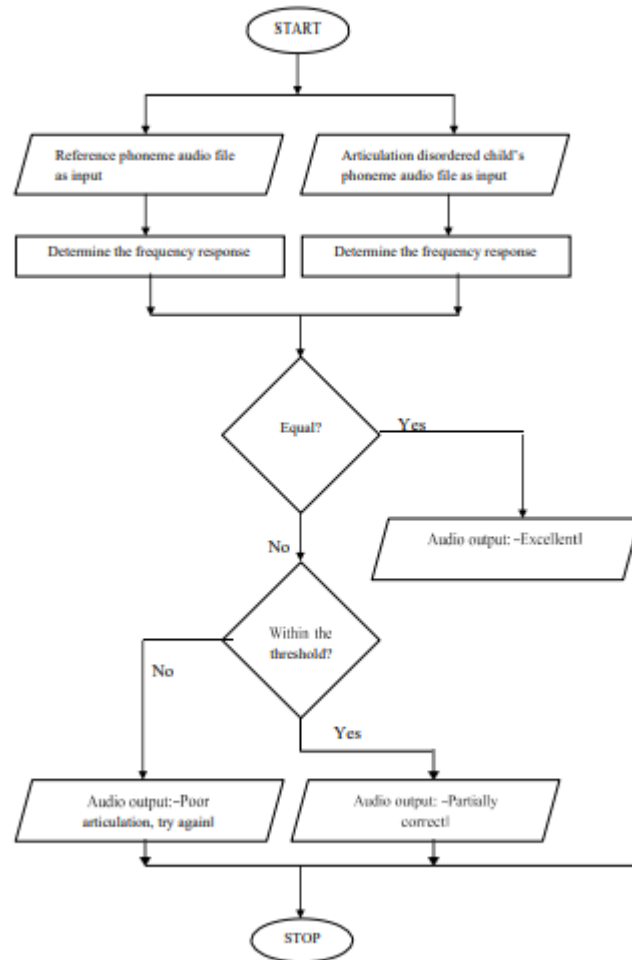 START
Reference phoneme audio file
as input
Articulation disordered child's
phoneme audio file as input
Determine the frequency response
Determine the frequency response
Equal?
Yes
Audio output: –Excellent‖
No
Within the
threshold?
No
Yes
Audio output:–Poor
articulation, try again‖
Audio output: –Partially
correct‖
STOP